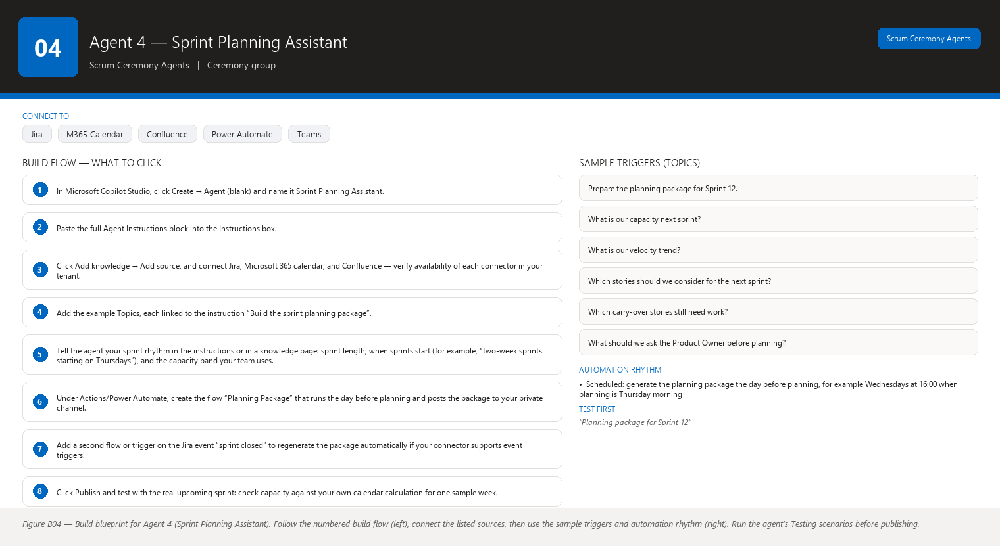 04
Agent 4 — Sprint Planning Assistant
Scrum Ceremony Agents | Ceremony group
Scrum Ceremony Agents
CONNECT TO
Jira
M365 Calendar
Confluence
Power Automate
Teams
BUILD FLOW — WHAT TO CLICK
1
In Microsoft Copilot Studio, click Create → Agent (blank) and name it Sprint Planning Assistant.
2
Paste the full Agent Instructions block into the Instructions box.
3
Click Add knowledge → Add source, and connect Jira, Microsoft 365 calendar, and Confluence — verify availability of each connector in your
tenant.
4
Add the example Topics, each linked to the instruction “Build the sprint planning package”.
5
Tell the agent your sprint rhythm in the instructions or in a knowledge page: sprint length, when sprints start (for example, “two-week sprints
starting on Thursdays”), and the capacity band your team uses.
6
Under Actions/Power Automate, create the flow “Planning Package” that runs the day before planning and posts the package to your private
channel.
7
Add a second flow or trigger on the Jira event “sprint closed” to regenerate the package automatically if your connector supports event
triggers.
8
Click Publish and test with the real upcoming sprint: check capacity against your own calendar calculation for one sample week.
SAMPLE TRIGGERS (TOPICS)
Prepare the planning package for Sprint 12.
What is our capacity next sprint?
What is our velocity trend?
Which stories should we consider for the next sprint?
Which carry-over stories still need work?
What should we ask the Product Owner before planning?
AUTOMATION RHYTHM
• Scheduled: generate the planning package the day before planning, for example Wednesdays at 16:00 when
planning is Thursday morning
TEST FIRST
“Planning package for Sprint 12”
Figure B04 — Build blueprint for Agent 4 (Sprint Planning Assistant). Follow the numbered build flow (left), connect the listed sources, then use the sample triggers and automation rhythm (right). Run the agent's Testing scenarios before publishing.